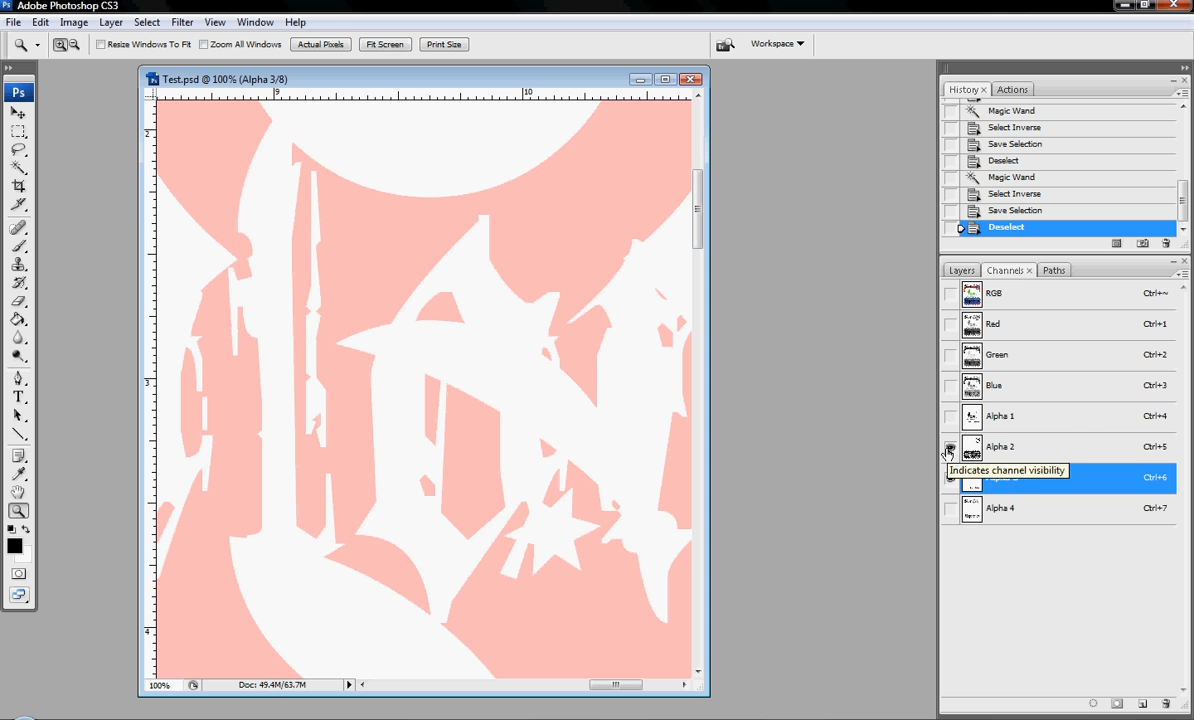 Ps Adobe Photoshop CS3
File Edit Image Layer Select Filter View Window Help
Resize Windows To Fit Zoom All Windows Actual Pixels Fit Screen Print Size Workspace
Ps
Test.psd @ 100% (Alpha 3/8)
9 10
2
3
4
100% Doc: 49.4M/63.7M
T
History × Actions
Magic Wand
Select Inverse
Save Selection
Deselect
Magic Wand
Select Inverse
Save Selection
Deselect
Layers Channels × Paths
RGB Ctrl+~
Red Ctrl+1
Green Ctrl+2
Blue Ctrl+3
Alpha 1 Ctrl+4
Alpha 2 Ctrl+5
Indicates channel visibility
Ctrl+6
Alpha 4 Ctrl+7